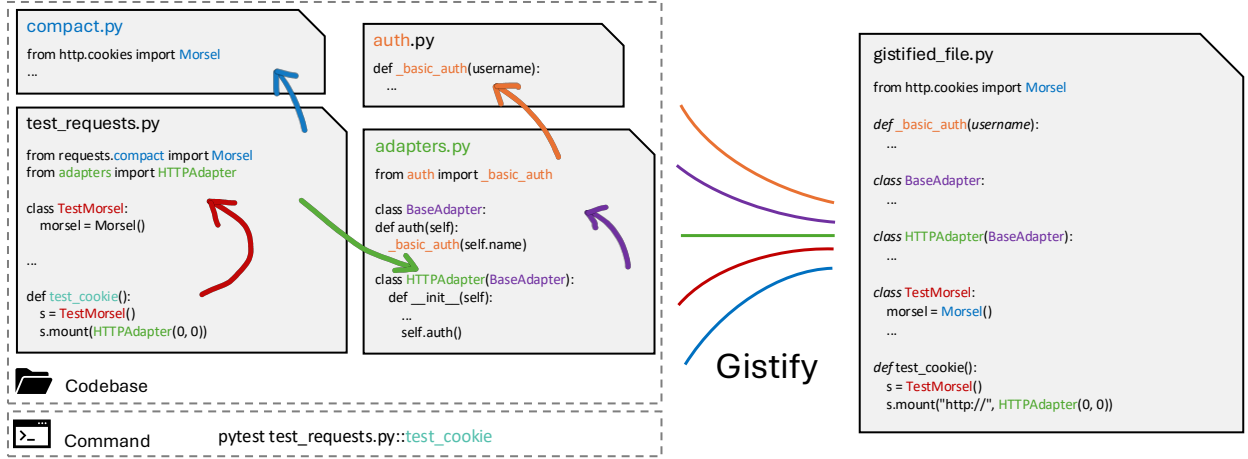 compact.py
from http.cookies import Morsel
...
auth.py
def _basic_auth(username):
...
test_requests.py
from requests.compact import Morsel
from adapters import HTTPAdapter
class TestMorsel:
morsel = Morsel()
...
def test_cookie():
s = TestMorsel()
s.mount(HTTPAdapter(0, 0))
adapters.py
from auth import _basic_auth
class BaseAdapter:
def auth(self):
_basic_auth(self.name)
class HTTPAdapter(BaseAdapter):
def __init__(self):
...
self.auth()
Codebase
>_
Command
pytest test_requests.py::test_cookie
Gistify
gistified_file.py
from http.cookies import Morsel
def _basic_auth(username):
...
class BaseAdapter:
...
class HTTPAdapter(BaseAdapter):
...
class TestMorsel:
morsel = Morsel()
...
def test_cookie():
s = TestMorsel()
s.mount("http://", HTTPAdapter(0, 0))